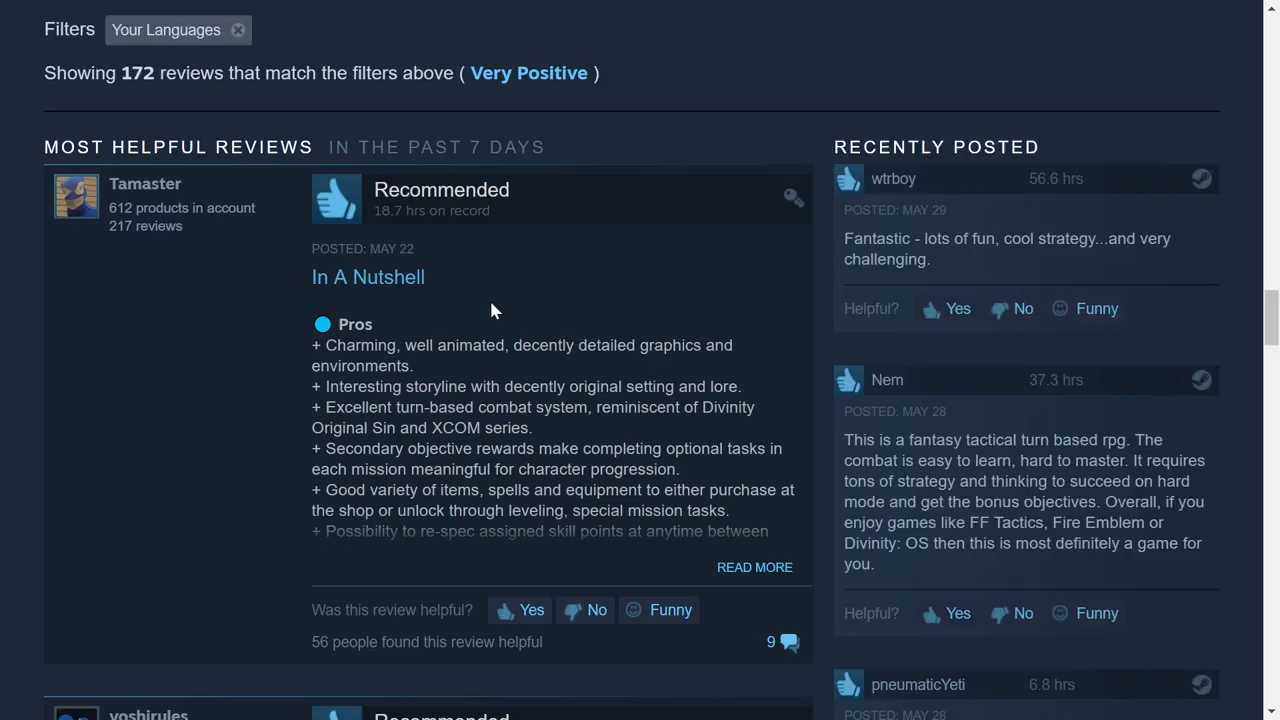 Filters Your Languages
Showing 172 reviews that match the filters above ( Very Positive )
MOST HELPFUL REVIEWS IN THE PAST 7 DAYS
Tamaster
612 products in account
217 reviews
Recommended
18.7 hrs on record
POSTED: MAY 22
In A Nutshell
Pros
+ Charming, well animated, decently detailed graphics and
environments.
+ Interesting storyline with decently original setting and lore.
+ Excellent turn-based combat system, reminiscent of Divinity
Original Sin and XCOM series.
+ Secondary objective rewards make completing optional tasks in
each mission meaningful for character progression.
+ Good variety of items, spells and equipment to either purchase at
the shop or unlock through leveling, special mission tasks.
+ Possibility to re-spec assigned skill points at anytime between
READ MORE
Was this review helpful? Yes No Funny
56 people found this review helpful
9
yoshirules
Recommended
RECENTLY POSTED
wtrboy 56.6 hrs
POSTED: MAY 29
Fantastic - lots of fun, cool strategy...and very
challenging.
Helpful? Yes No Funny
Nem 37.3 hrs
POSTED: MAY 28
This is a fantasy tactical turn based rpg. The
combat is easy to learn, hard to master. It requires
tons of strategy and thinking to succeed on hard
mode and get the bonus objectives. Overall, if you
enjoy games like FF Tactics, Fire Emblem or
Divinity: OS then this is most definitely a game for
you.
Helpful? Yes No Funny
pneumaticYeti 6.8 hrs
POSTED: MAY 28